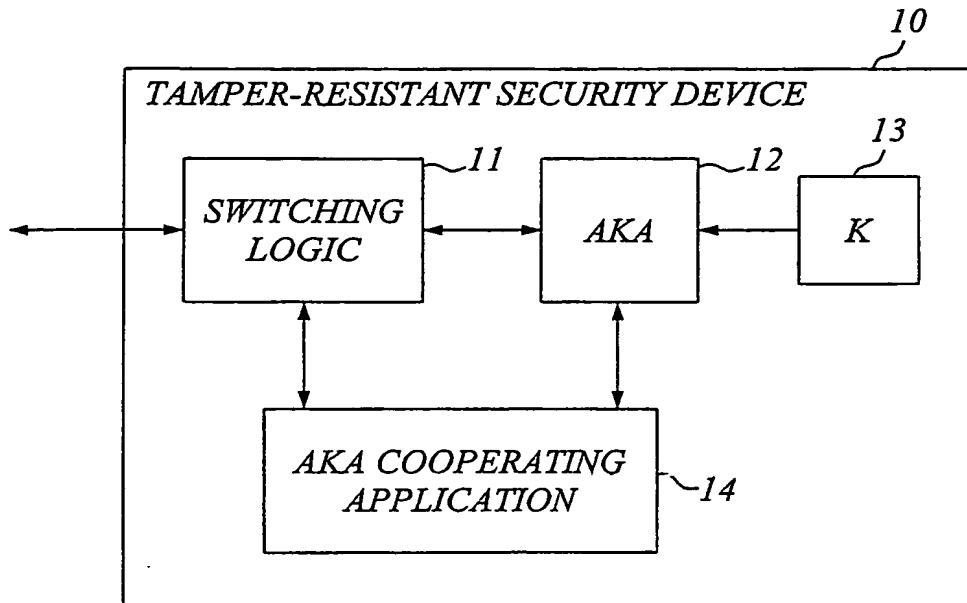 10
TAMPER-RESISTANT SECURITY DEVICE
11
12
13
SWITCHING
LOGIC
AKA
K
AKA COOPERATING
APPLICATION
14